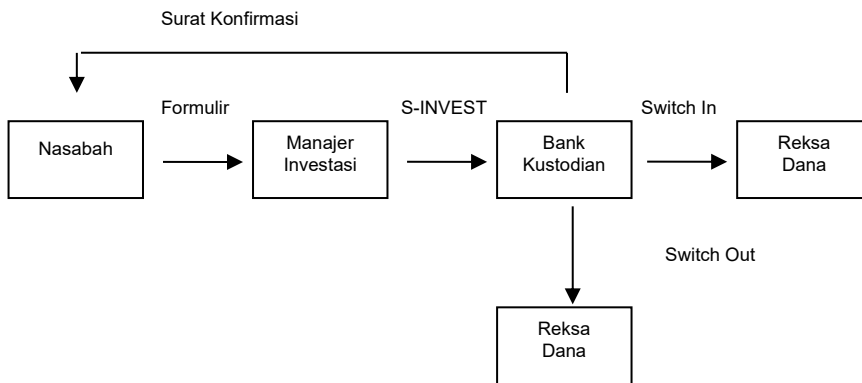 Surat Konfirmasi
Formulir
S-INVEST
Switch In
Nasabah
Manajer
Investasi
Bank
Kustodian
Reksa
Dana
Switch Out
Reksa
Dana